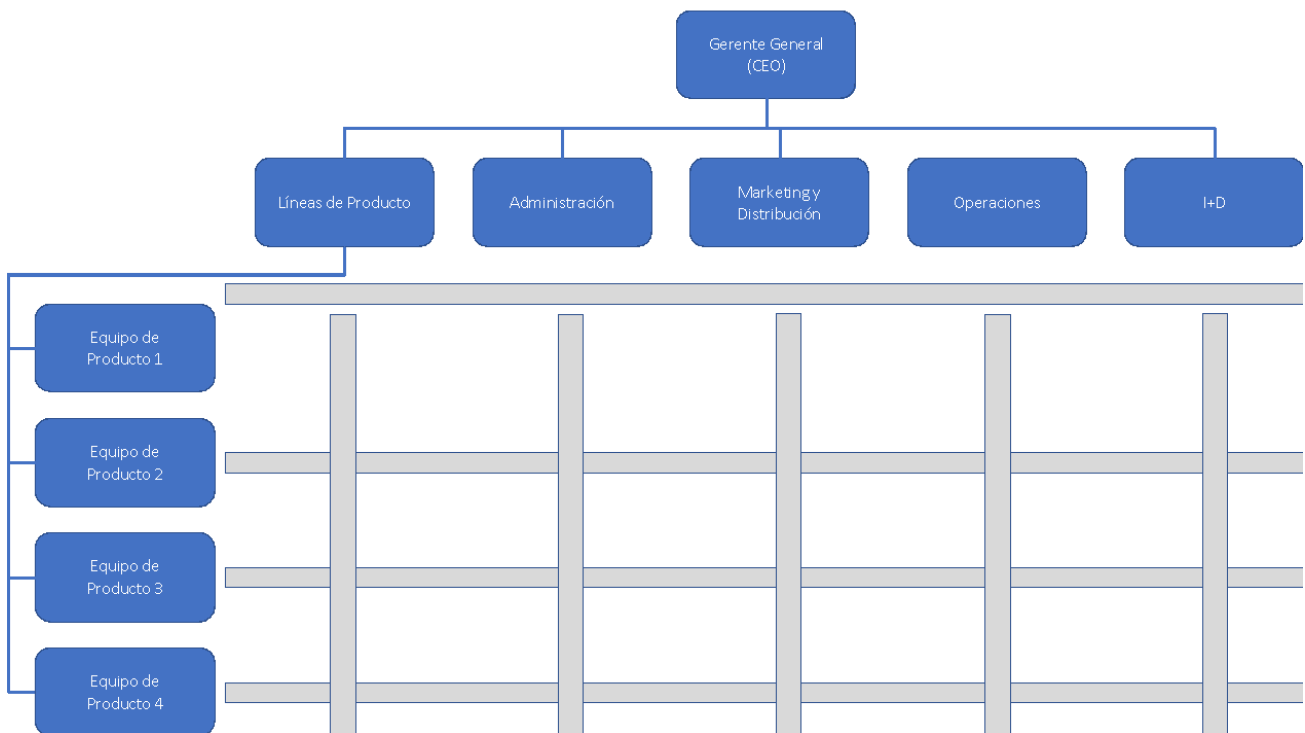 Gerente General
(CEO)
Líneas de Producto
Administración
Marketing y
Distribución
Operaciones
I+D
Equipo de
Producto 1
Equipo de
Producto 2
Equipo de
Producto 3
Equipo de
Producto 4